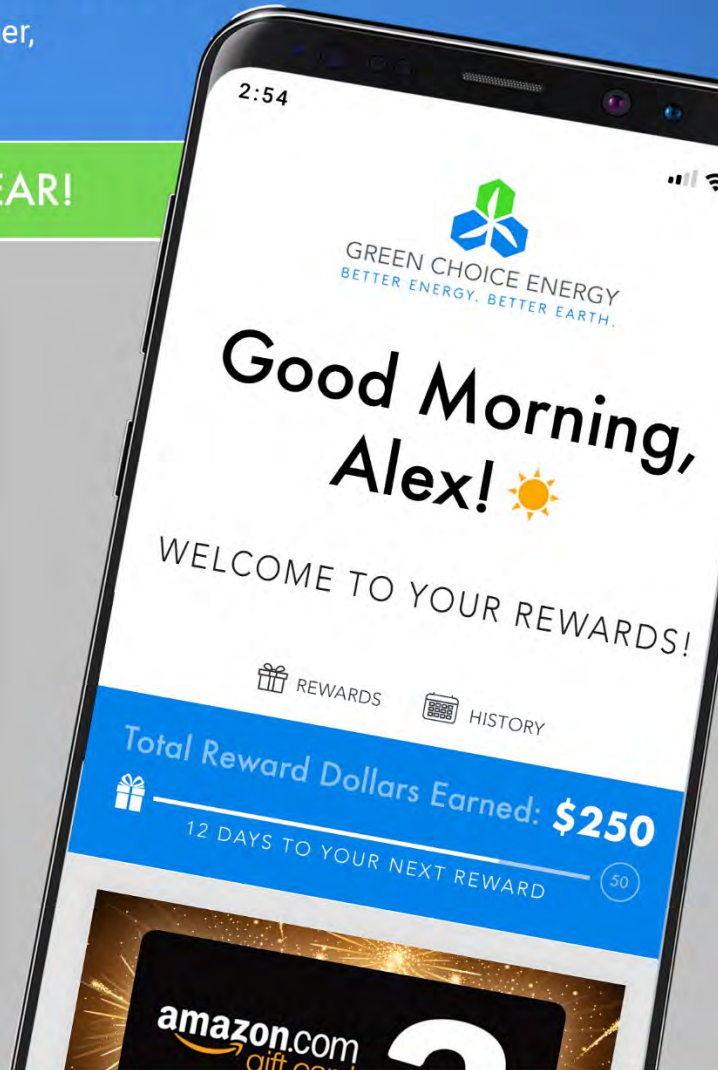 er,
EAR!
2:54
GREEN CHOICE ENERGY
BETTER ENERGY. BETTER EARTH.
Good Morning,
Alex!
WELCOME TO YOUR REWARDS!
REWARDS HISTORY
Total Reward Dollars Earned: $250
12 DAYS TO YOUR NEXT REWARD
50
amazon.com
gift card